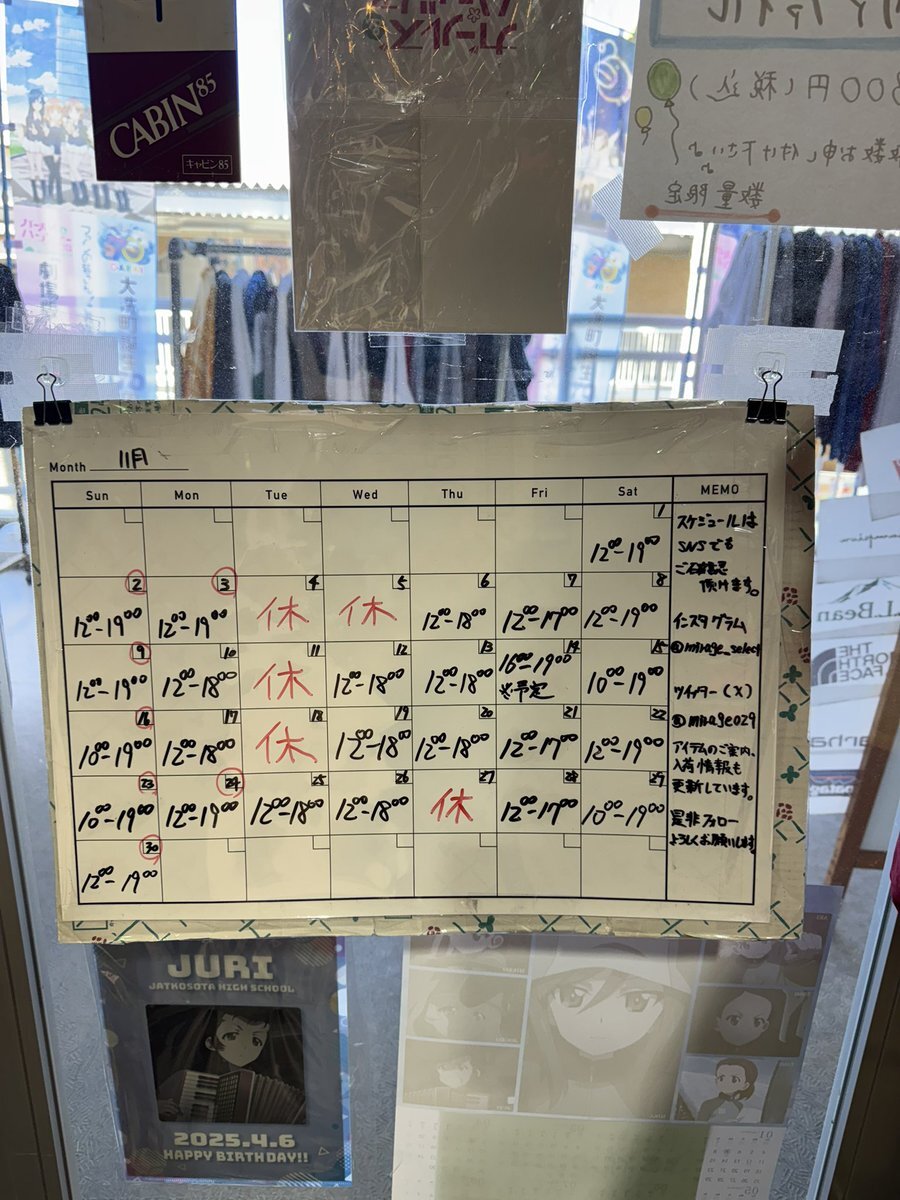 CABIN85
キャビン85
800円(税込)
数量限定
Month 11月
Sun Mon Tue Wed Thu Fri Sat MEMO
1
12:00-19:00
2 3 4 5 6 7 8
12:00-19:00 12:00-19:00 休 休 12:00-18:00 12:00-17:00 12:00-19:00
9 10 11 12 13 14 15
12:00-19:00 12:00-18:00 休 12:00-18:00 12:00-18:00 16:00-19:00 10:00-19:00
※予定
16 17 18 19 20 21 22
10:00-19:00 12:00-18:00 休 12:00-18:00 12:00-18:00 12:00-17:00 12:00-19:00
23 24 25 26 27 28 29
10:00-19:00 12:00-19:00 12:00-18:00 12:00-18:00 休 12:00-17:00 10:00-19:00
30
12:00-19:00
スケジュールは
SNSでも
ご確認
頂けます。
インスタグラム
@mirage_select
ツイッター(X)
@mirage029
アイテムのご案内、
入荷情報も
更新しています。
是非フォロー
よろしくお願いします。
champion
L.L.Bean
THE
NORTH
FACE
JURI
JATKOSOTA HIGH SCHOOL
2025.4.6
HAPPY BIRTHDAY!!